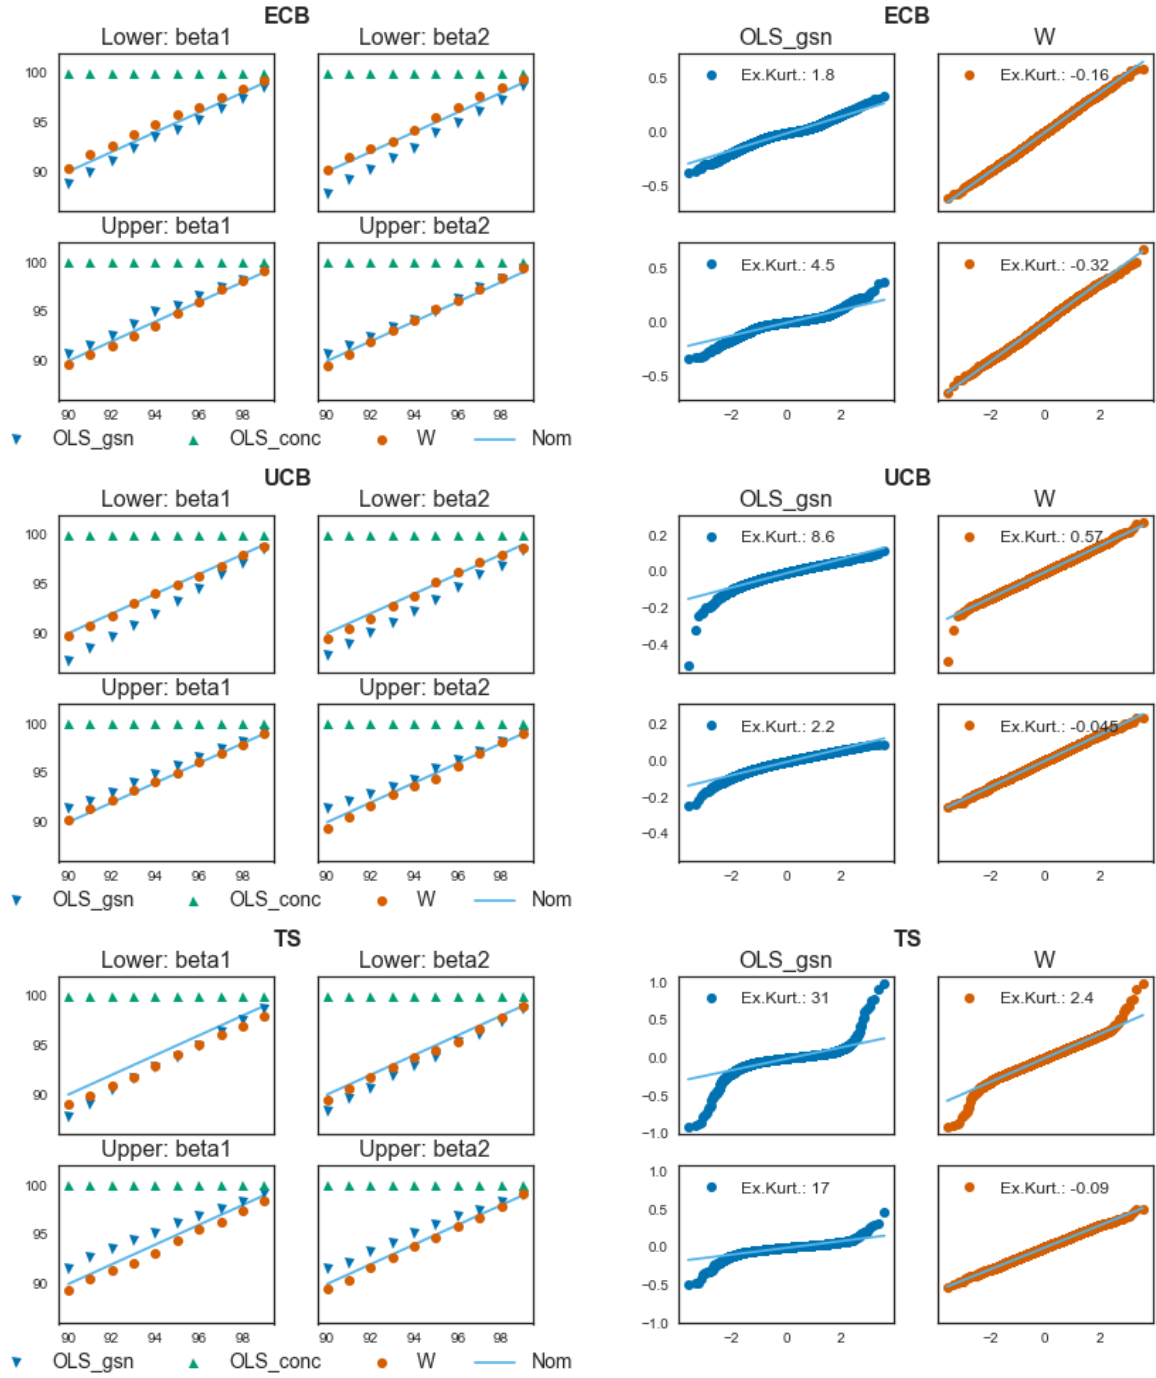 ECB
Lower: beta1 Lower: beta2
100
95
90
Upper: beta1 Upper: beta2
100
95
90
90 92 94 96 98 90 92 94 96 98
OLS_gsn OLS_conc W Nom
ECB
OLS_gsn W
0.5 Ex.Kurt.: 1.8 Ex.Kurt.: -0.16
0.0
−0.5
0.5 Ex.Kurt.: 4.5 Ex.Kurt.: -0.32
0.0
−0.5
−2 0 2 −2 0 2
UCB
Lower: beta1 Lower: beta2
100
95
90
Upper: beta1 Upper: beta2
100
95
90
90 92 94 96 98 90 92 94 96 98
OLS_gsn OLS_conc W Nom
UCB
OLS_gsn W
0.2 Ex.Kurt.: 8.6 Ex.Kurt.: 0.57
0.0
−0.2
−0.4
0.2 Ex.Kurt.: 2.2 Ex.Kurt.: -0.045
0.0
−0.2
−0.4
−2 0 2 −2 0 2
TS
Lower: beta1 Lower: beta2
100
95
90
Upper: beta1 Upper: beta2
100
95
90
90 92 94 96 98 90 92 94 96 98
OLS_gsn OLS_conc W Nom
TS
OLS_gsn W
1.0
Ex.Kurt.: 31 Ex.Kurt.: 2.4
0.5
0.0
−0.5
−1.0
1.0
Ex.Kurt.: 17 Ex.Kurt.: -0.09
0.5
0.0
−0.5
−1.0
−2 0 2 −2 0 2